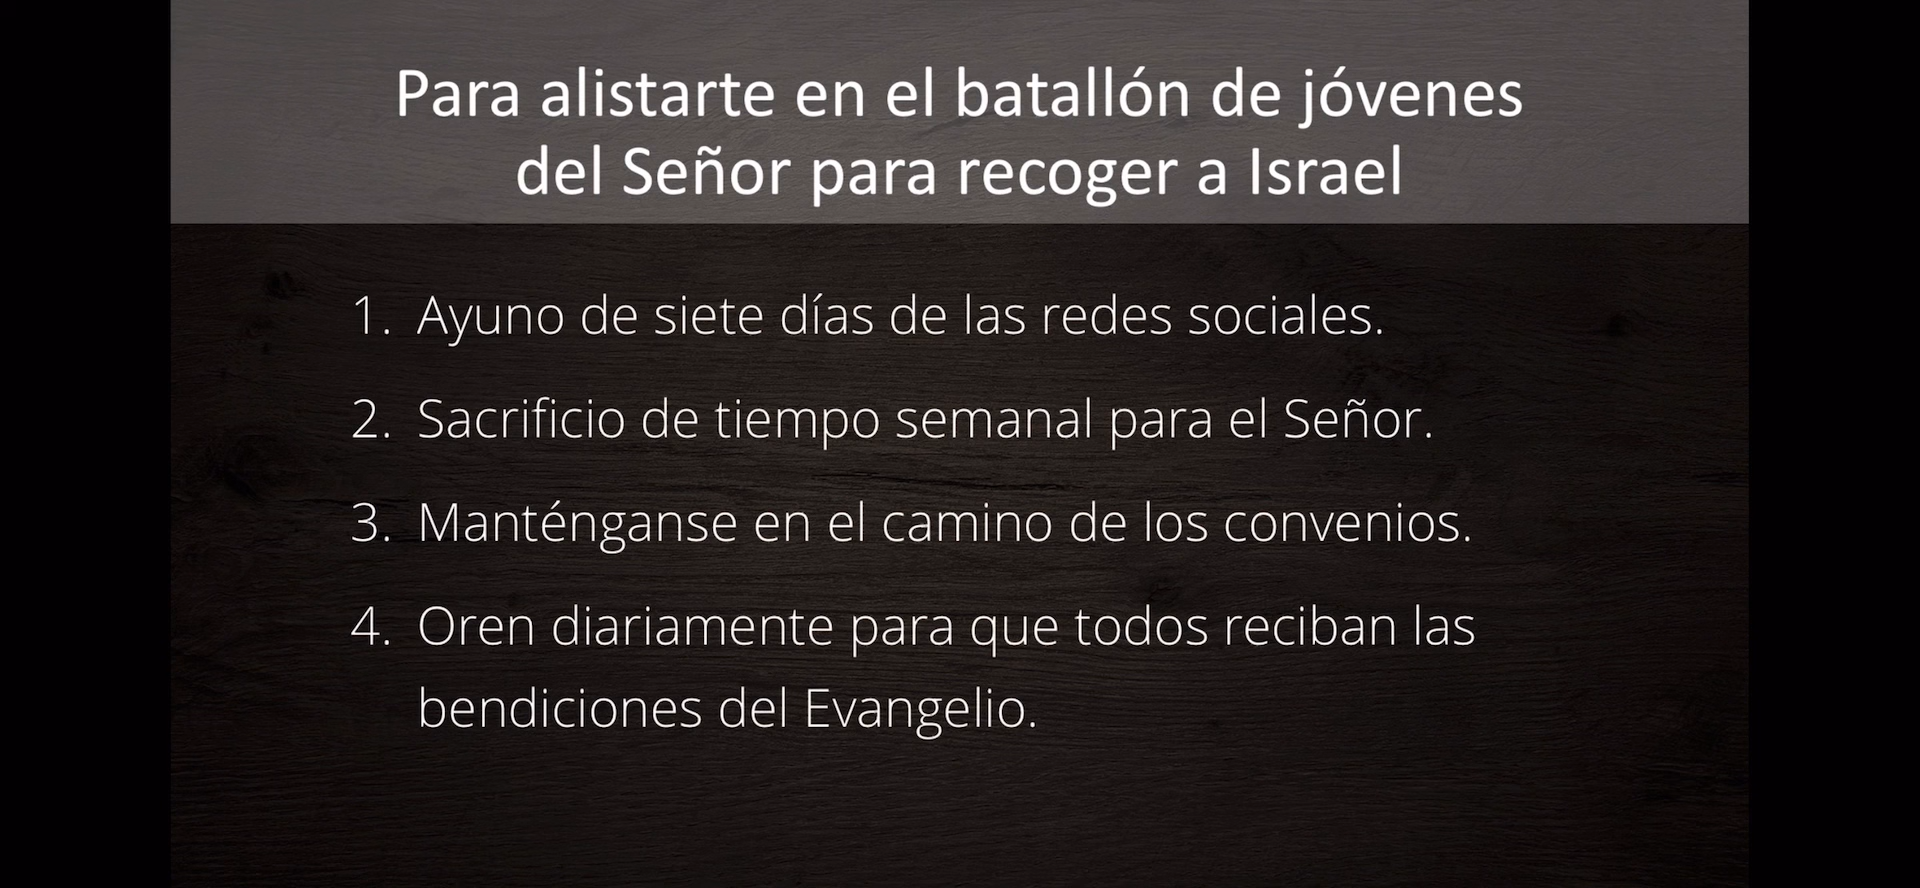 Para alistarte en el batallón de jóvenes
del Señor para recoger a Israel
1. Ayuno de siete días de las redes sociales.
2. Sacrificio de tiempo semanal para el Señor.
3. Manténganse en el camino de los convenios.
4. Oren diariamente para que todos reciban las
bendiciones del Evangelio.